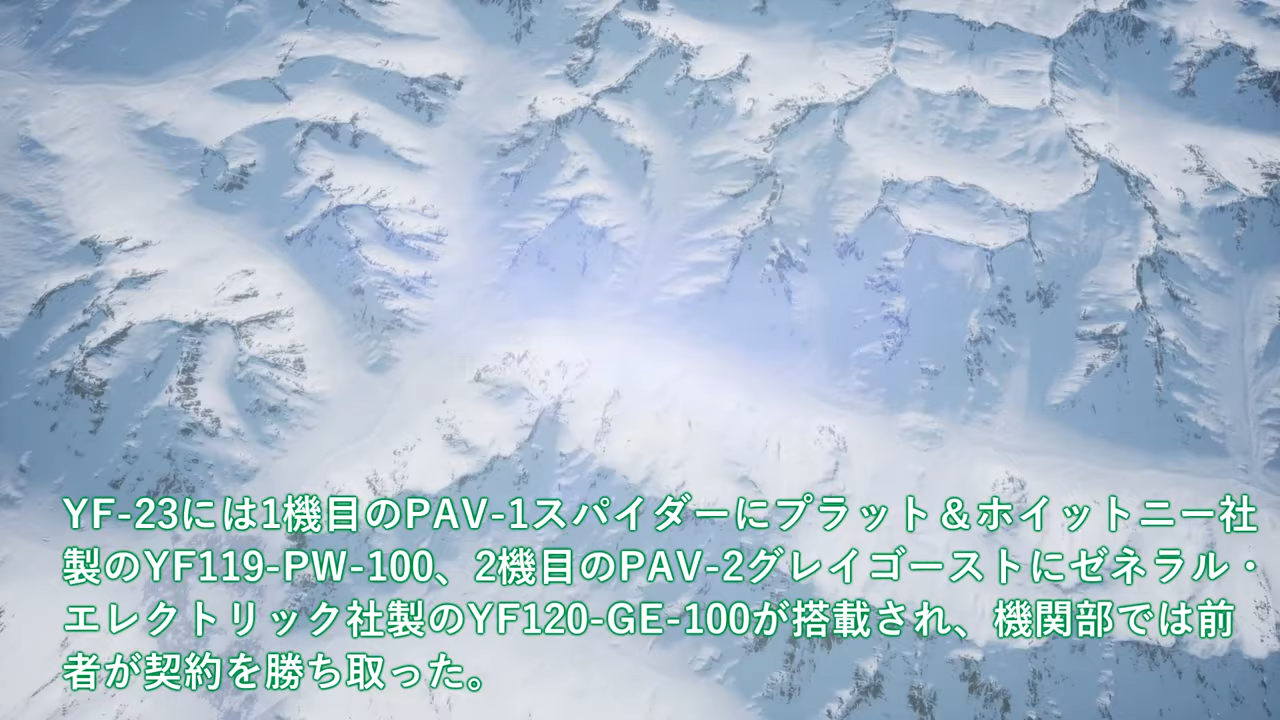 YF-23には1機目のPAV-1スパイダーにプラット＆ホイットニー社
製のYF119-PW-100、2機目のPAV-2グレイゴーストにゼネラル・
エレクトリック社製のYF120-GE-100が搭載され、機関部では前
者が契約を勝ち取った。